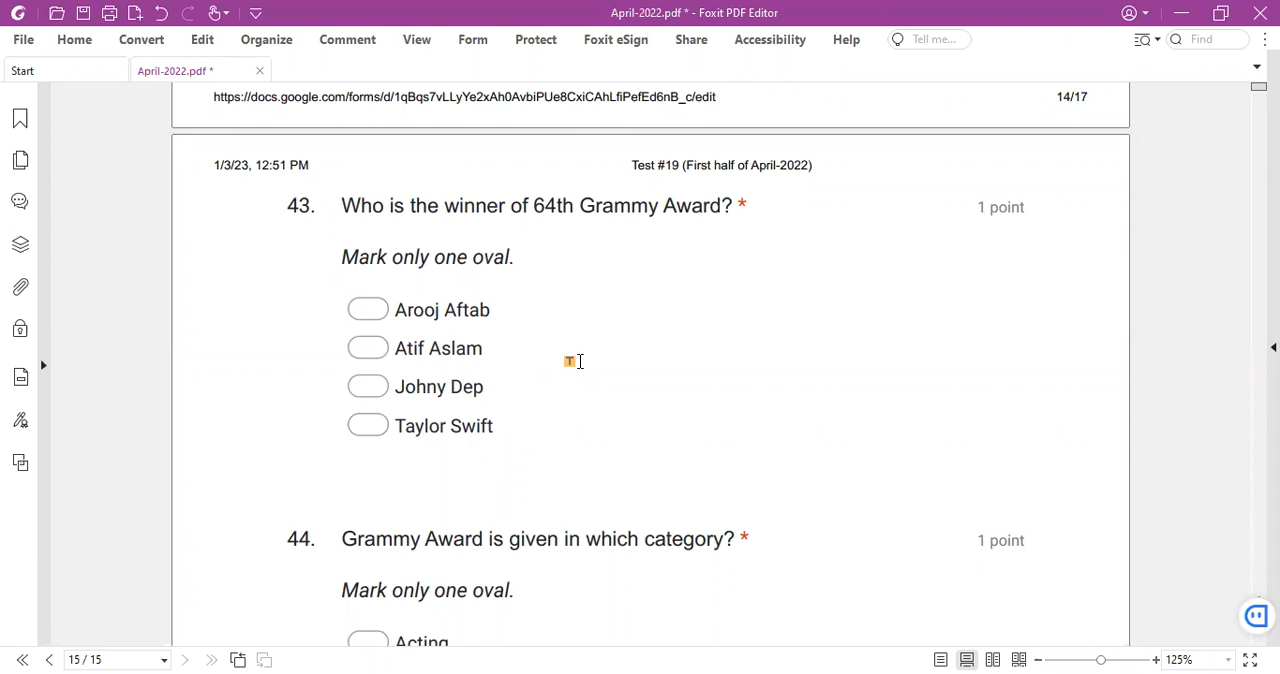 April-2022.pdf * - Foxit PDF Editor
File Home Convert Edit Organize Comment View Form Protect Foxit eSign Share Accessibility Help Tell me... Find
Start April-2022.pdf *
https://docs.google.com/forms/d/1qBqs7vLLyYe2xAh0AvbiPUe8CxiCAhLfiPefEd6nB_c/edit 14/17
1/3/23, 12:51 PM Test #19 (First half of April-2022)
43. Who is the winner of 64th Grammy Award? * 1 point
Mark only one oval.
Arooj Aftab
Atif Aslam
T
Johny Dep
Taylor Swift
44. Grammy Award is given in which category? * 1 point
Mark only one oval.
Acting
15 / 15 125%